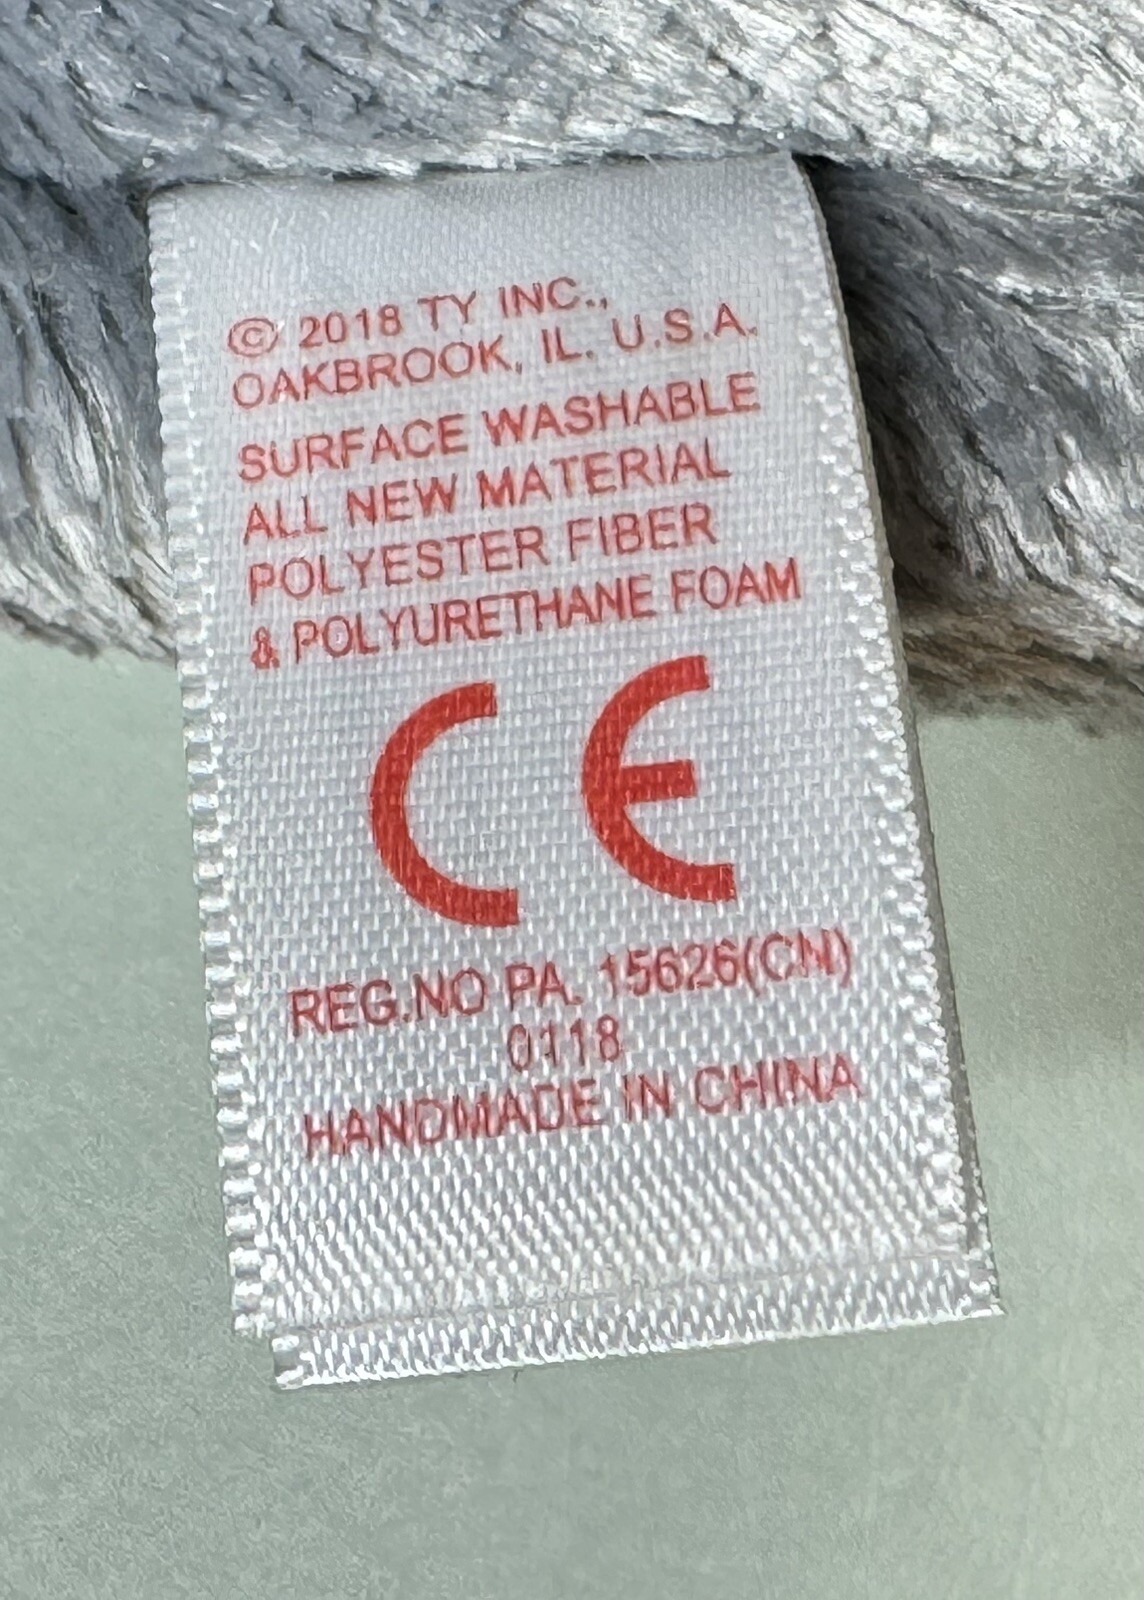 © 2018 TY INC.,
OAKBROOK, IL. U.S.A.
SURFACE WASHABLE
ALL NEW MATERIAL
POLYESTER FIBER
& POLYURETHANE FOAM
CE
REG.NO PA. 15626(CN)
0118
HANDMADE IN CHINA